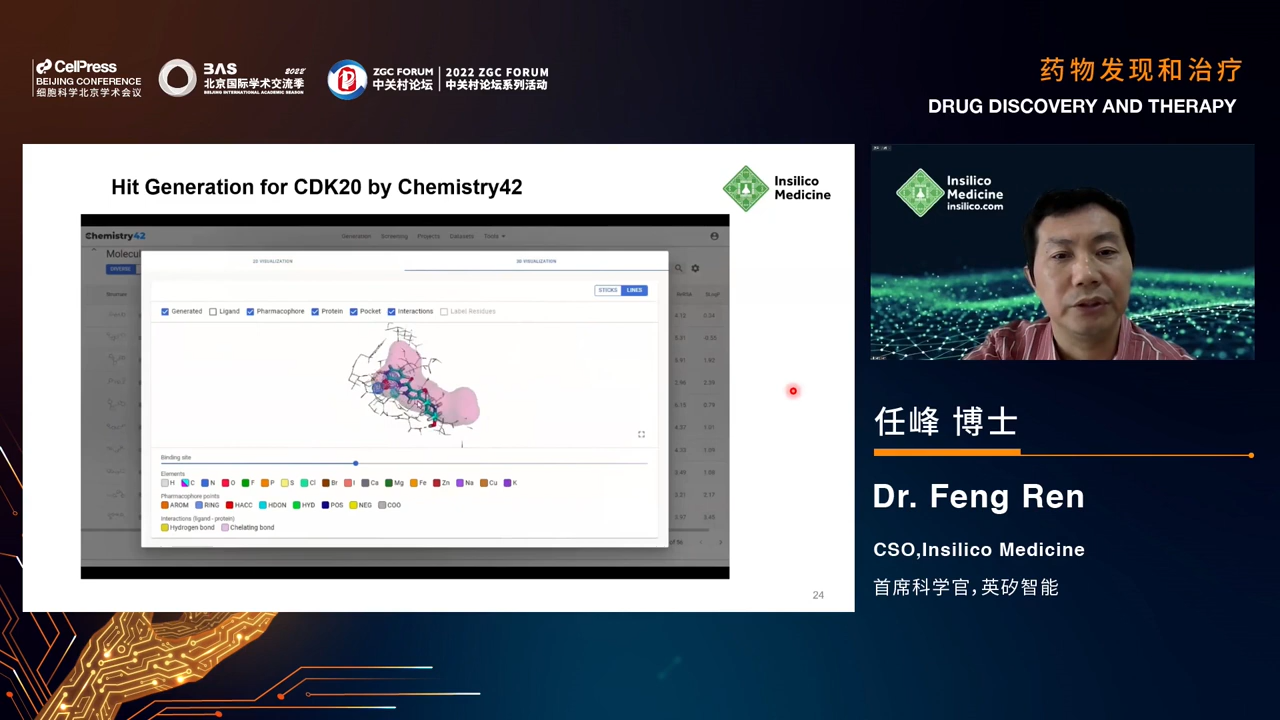 CellPress
BEIJING CONFERENCE
细胞科学北京学术会议
BAS 2022
北京国际学术交流季
BEIJING INTERNATIONAL ACADEMIC SEASON
ZGC FORUM
中关村论坛
2022 ZGC FORUM
中关村论坛系列活动
药物发现和治疗
DRUG DISCOVERY AND THERAPY
Hit Generation for CDK20 by Chemistry42
Insilico
Medicine
Chemistry42
Generation Screening Projects Datasets Tools
Molecul
DIVERSE
2D VISUALIZATION
3D VISUALIZATION
STICKS LINES
Generated Ligand Pharmacophore Protein Pocket Interactions Label Residues
Binding site
Elements
H C N O F P S Cl Br I Ca Mg Fe Zn Na Cu K
Pharmacophore points
AROM RING HACC HDON HYD POS NEG COO
Interactions (ligand - protein)
Hydrogen bond Chelating bond
24
Insilico
Medicine
insilico.com
任峰 博士
Dr. Feng Ren
CSO,Insilico Medicine
首席科学官,英矽智能